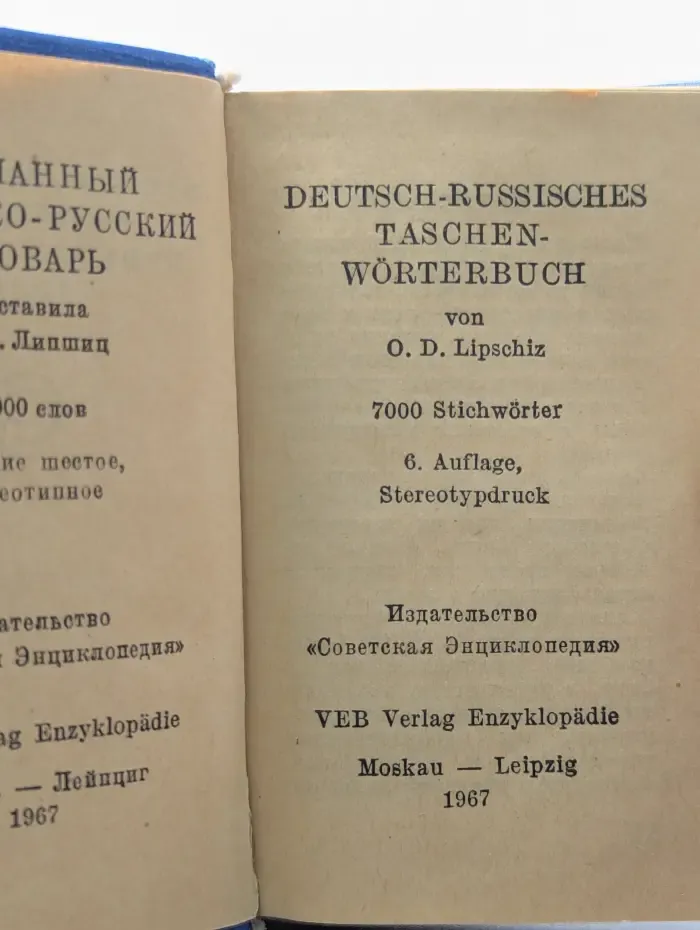 АННЫЙ
О-РУССКИЙ
ОВАРЬ
ставила
. Липшиц
000 слов
ие шестое,
еотипное
ательство
Энциклопедия»
ag Enzyklopädie
— Лейпциг
1967
DEUTSCH-RUSSISCHES
TASCHEN-
WÖRTERBUCH
von
O. D. Lipschiz
7000 Stichwörter
6. Auflage,
Stereotypdruck
Издательство
«Советская Энциклопедия»
VEB Verlag Enzyklopädie
Moskau — Leipzig
1967